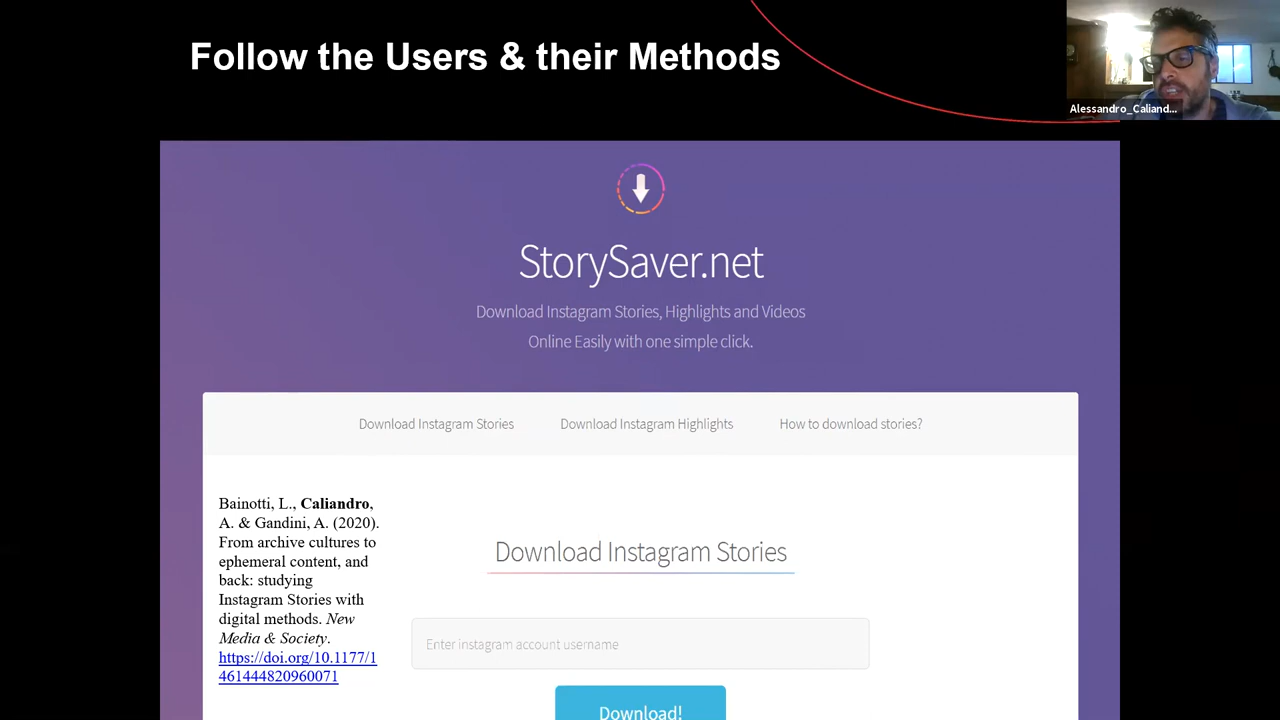 Follow the Users & their Methods
Alessandro_Caliand...
StorySaver.net
Download Instagram Stories, Highlights and Videos
Online Easily with one simple click.
Download Instagram Stories
Download Instagram Highlights
How to download stories?
Bainotti, L., Caliandro,
A. & Gandini, A. (2020).
From archive cultures to
ephemeral content, and
back: studying
Instagram Stories with
digital methods. New
Media & Society.
https://doi.org/10.1177/1
461444820960071
Download Instagram Stories
Enter instagram account username
Download!